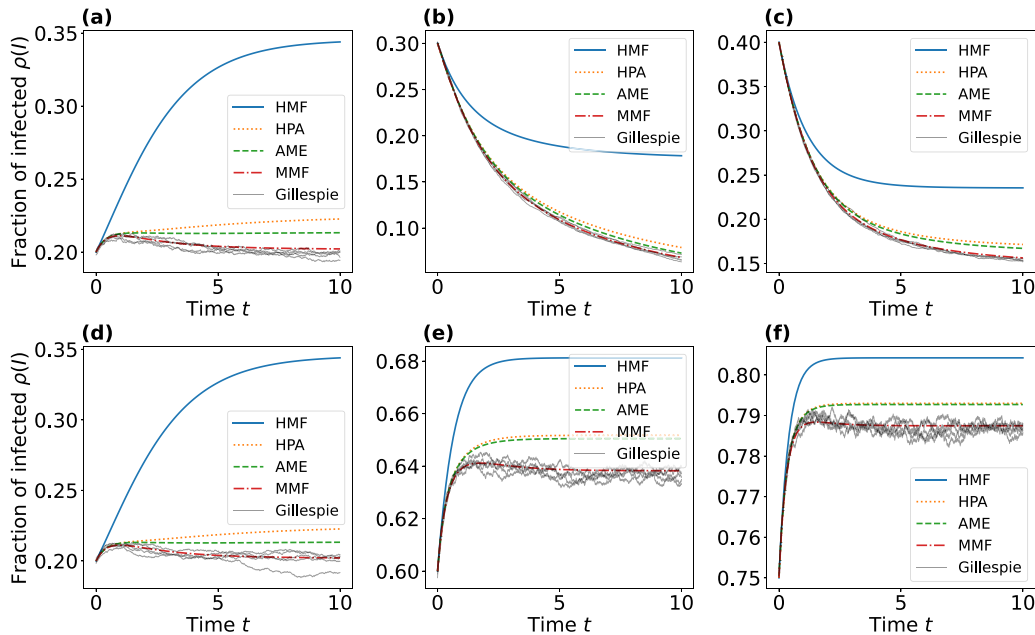 (a)
Fraction of infected ρ(I)
0.35
0.30
0.25
0.20
HMF
HPA
AME
MMF
Gillespie
0
5
10
Time t
(b)
0.30
0.25
0.20
0.15
0.10
HMF
HPA
AME
MMF
Gillespie
0
5
10
Time t
(c)
0.40
0.35
0.30
0.25
0.20
0.15
HMF
HPA
AME
MMF
Gillespie
0
5
10
Time t
(d)
Fraction of infected ρ(I)
0.35
0.30
0.25
0.20
HMF
HPA
AME
MMF
Gillespie
0
5
10
Time t
(e)
0.68
0.66
0.64
0.62
0.60
HMF
HPA
AME
MMF
Gillespie
0
5
10
Time t
(f)
0.80
0.79
0.78
0.77
0.76
0.75
HMF
HPA
AME
MMF
Gillespie
0
5
10
Time t